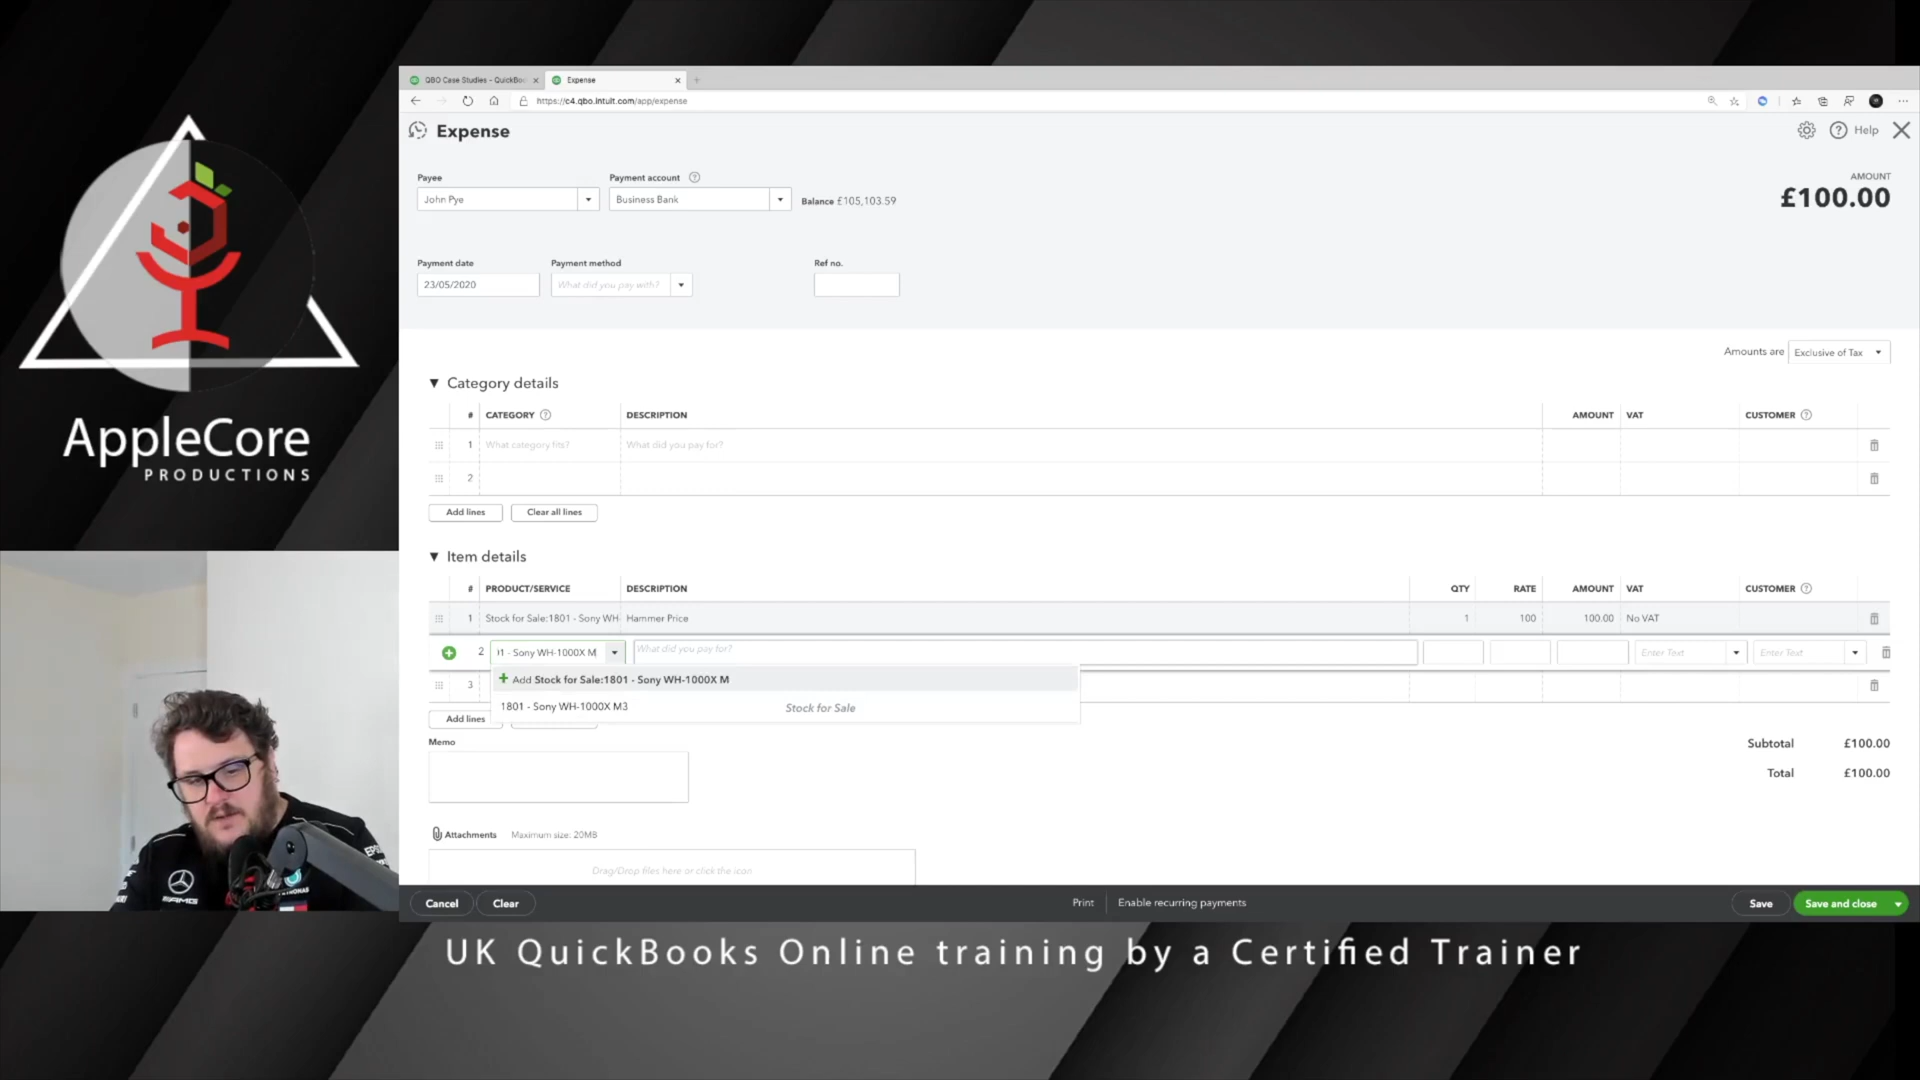 QBO Case Studies - QuickBo
Expense
https://c4.qbo.intuit.com/app/expense
Expense
Help
Payee
Payment account
AMOUNT
John Pye
Business Bank
Balance £105,103.59
£100.00
Payment date
Payment method
Ref no.
23/05/2020
What did you pay with?
Amounts are
Exclusive of Tax
Category details
# CATEGORY DESCRIPTION AMOUNT VAT CUSTOMER
1 What category fits? What did you pay for?
2
Add lines
Clear all lines
Item details
# PRODUCT/SERVICE DESCRIPTION QTY RATE AMOUNT VAT CUSTOMER
1 Stock for Sale:1801 - Sony WH- Hammer Price 1 100 100.00 No VAT
2 01 - Sony WH-1000X M What did you pay for? Enter Text Enter Text
Add Stock for Sale:1801 - Sony WH-1000X M
3
1801 - Sony WH-1000X M3 Stock for Sale
Add lines
Memo
Subtotal £100.00
Total £100.00
Attachments Maximum size: 20MB
Drag/Drop files here or click the icon
Cancel
Clear
Print
Enable recurring payments
Save
Save and close
AppleCore
PRODUCTIONS
AMG
UK QuickBooks Online training by a Certified Trainer